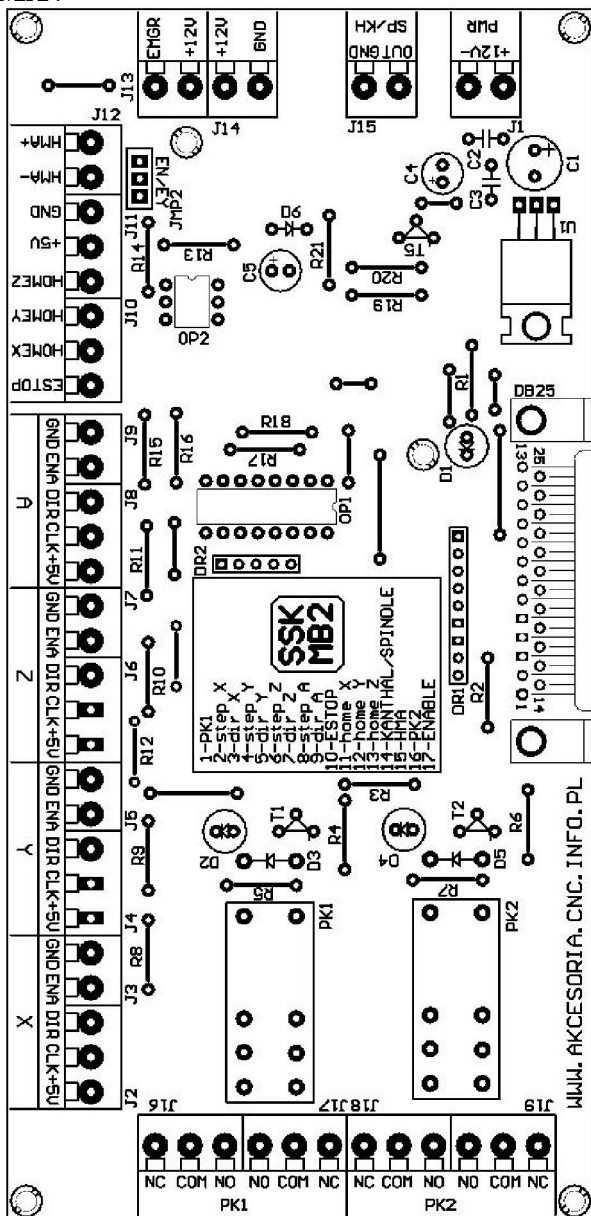 EMGR +12V +12V GND
OUT GND SP/KH
+12V- PWR
J13 J14 J15 J1
J12
HMA+
HMA-
GND
+5V
HOMEZ
HOMEY
HOMEX
ESTOP
J11
J10
EN/EY
JMP2
R14
R13
OP2
D6
C5
R21
C4
C2
C3
C1
T5
R20
R19
U1
R1
D1
DB25
13 25
J9
R15
R16
R18
R17
OP1
A
GND ENA DIR CLK+5V
J8
R11
DR2
J7
Z
GND ENA DIR CLK+5V
J6
R10
R12
SSK
MB2
1-PK1
2-step X
3-dir X
4-step Y
5-dir Y
6-step Z
7-dir Z
8-step A
9-dir A
10-ESTOP
11-home X
12-home Y
13-home Z
14-KANTHAL/SPINDLE
15-HMA
16-PK2
17-ENABLE
DR1
R2
1 14
Y
GND ENA DIR CLK+5V
J5
R9
J4
D2
T1
D3
R3
R4
D4
T2
D5
R6
R5
R7
X
GND ENA DIR CLK+5V
J3
R8
J2
PK1
PK2
WWW.AKCESORIA.CNC.INFO.PL
J16 J17 J18 J19
NC COM NO NO COM NC NC COM NO NO COM NC
PK1 PK2